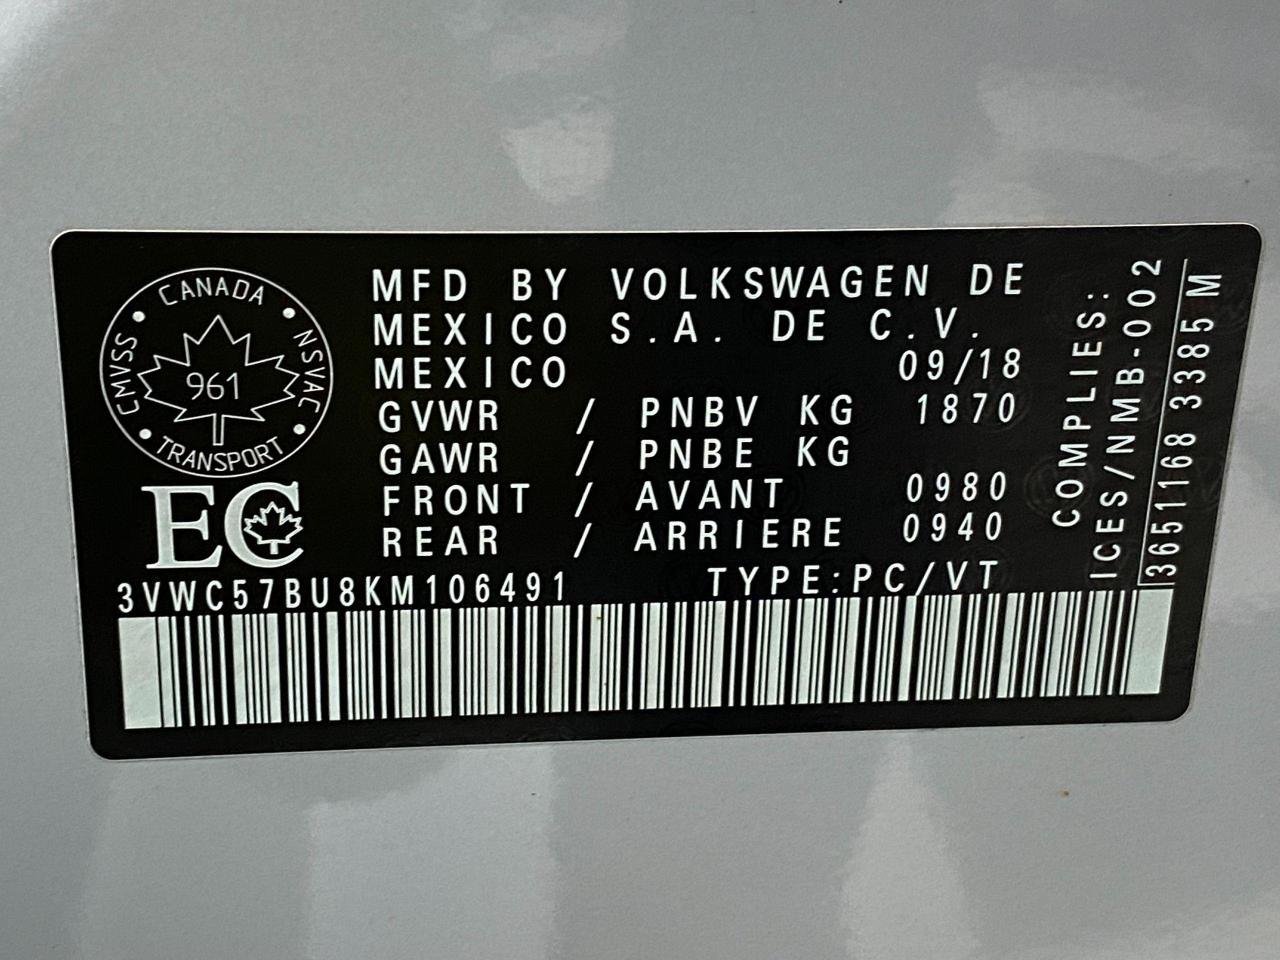 CANADA
CMVSS
NSVAC
961
TRANSPORT
EC
MFD BY VOLKSWAGEN DE
MEXICO S.A. DE C.V.
MEXICO 09/18
GVWR / PNBV KG 1870
GAWR / PNBE KG
FRONT / AVANT 0980
REAR / ARRIERE 0940
3VWC57BU8KM106491 TYPE:PC/VT
COMPLIES:
ICES/NMB-002
3651168 3385 M